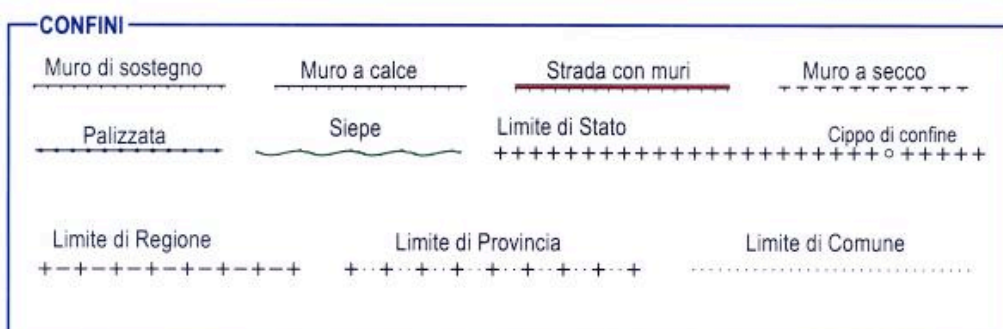 CONFINI
Muro di sostegno
Muro a calce
Strada con muri
Muro a secco
Palizzata
Siepe
Limite di Stato
Cippo di confine
Limite di Regione
Limite di Provincia
Limite di Comune